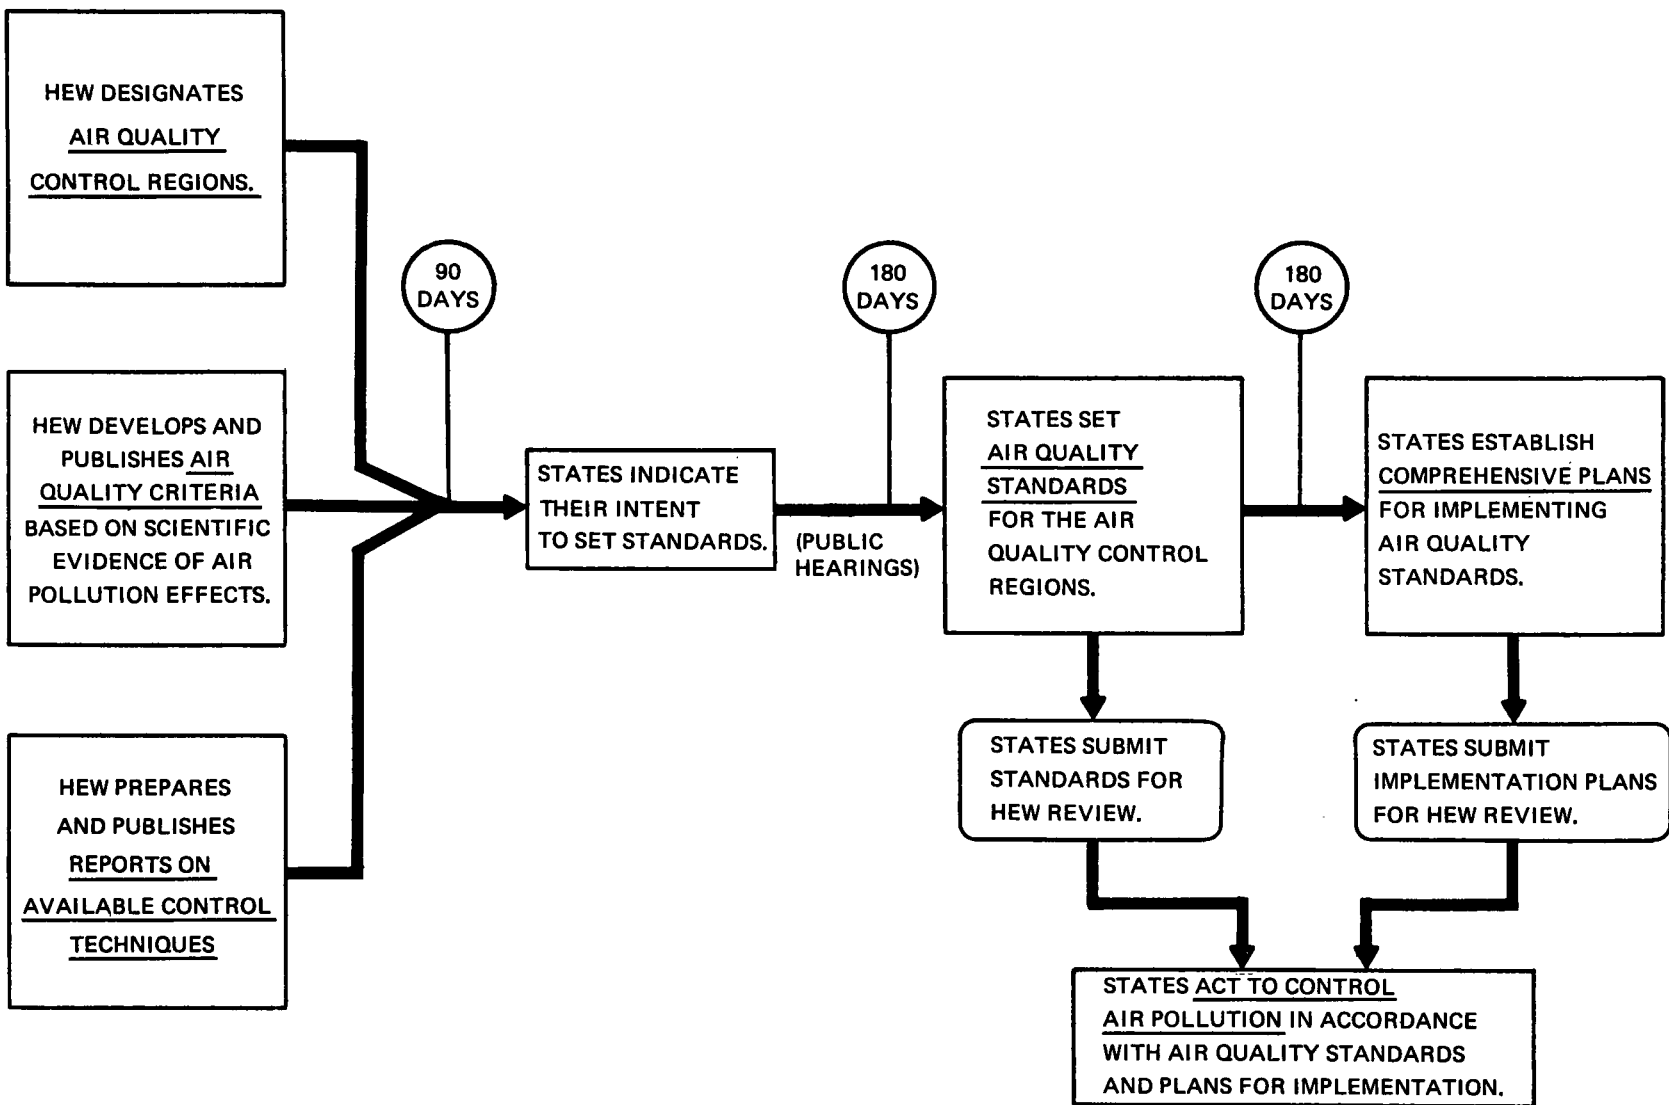 HEW DESIGNATES
AIR QUALITY
CONTROL REGIONS.
HEW DEVELOPS AND
PUBLISHES AIR
QUALITY CRITERIA
BASED ON SCIENTIFIC
EVIDENCE OF AIR
POLLUTION EFFECTS.
HEW PREPARES
AND PUBLISHES
REPORTS ON
AVAILABLE CONTROL
TECHNIQUES
90
DAYS
STATES INDICATE
THEIR INTENT
TO SET STANDARDS.
180
DAYS
(PUBLIC
HEARINGS)
STATES SET
AIR QUALITY
STANDARDS
FOR THE AIR
QUALITY CONTROL
REGIONS.
180
DAYS
STATES ESTABLISH
COMPREHENSIVE PLANS
FOR IMPLEMENTING
AIR QUALITY
STANDARDS.
STATES SUBMIT
STANDARDS FOR
HEW REVIEW.
STATES SUBMIT
IMPLEMENTATION PLANS
FOR HEW REVIEW.
STATES ACT TO CONTROL
AIR POLLUTION IN ACCORDANCE
WITH AIR QUALITY STANDARDS
AND PLANS FOR IMPLEMENTATION.